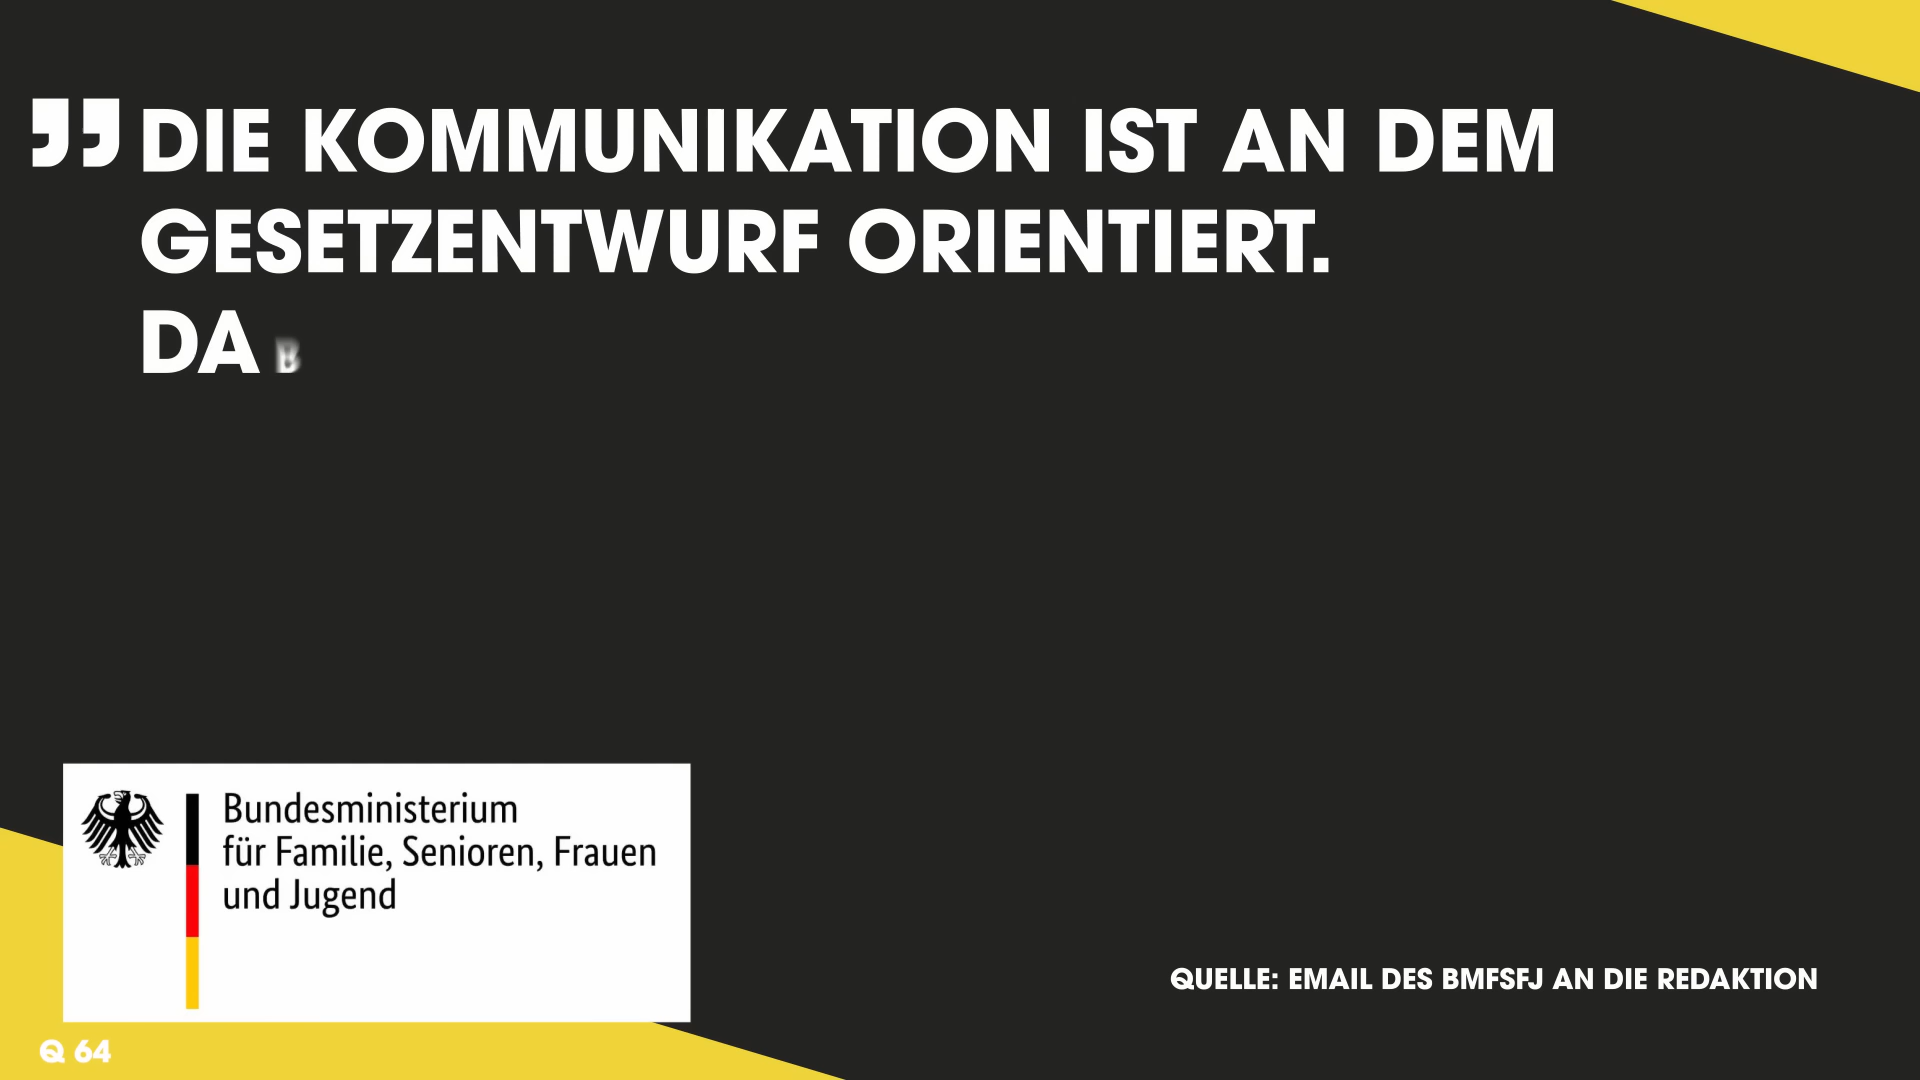 „DIE KOMMUNIKATION IST AN DEM
GESETZENTWURF ORIENTIERT.
DA
Bundesministerium
für Familie, Senioren, Frauen
und Jugend
QUELLE: EMAIL DES BMFSFJ AN DIE REDAKTION
Q 64